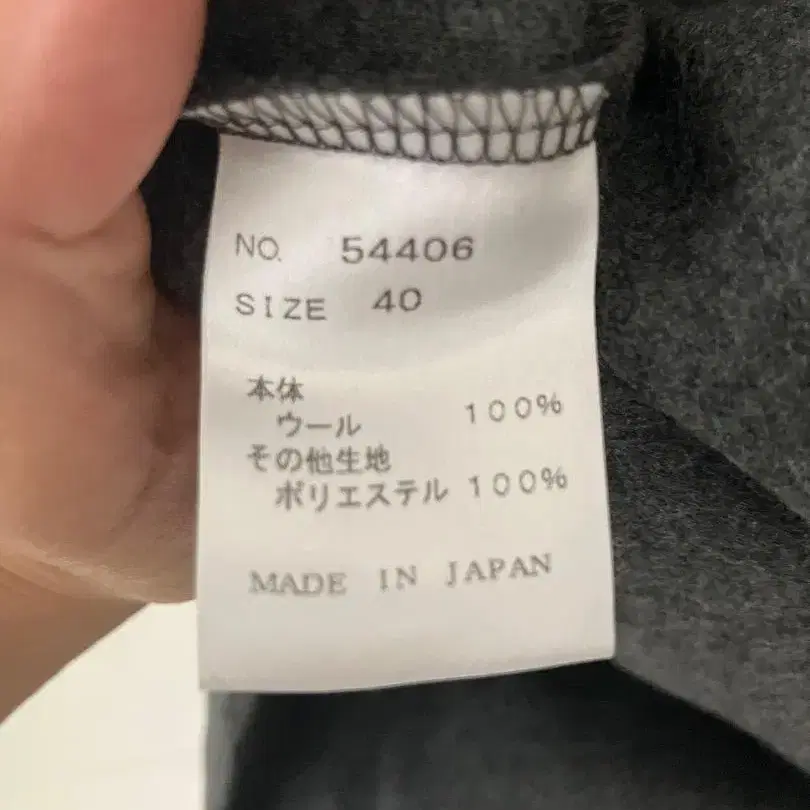 NO. 54406
SIZE 40
本体
ウール 100%
その他生地
ポリエステル 100%
MADE IN JAPAN